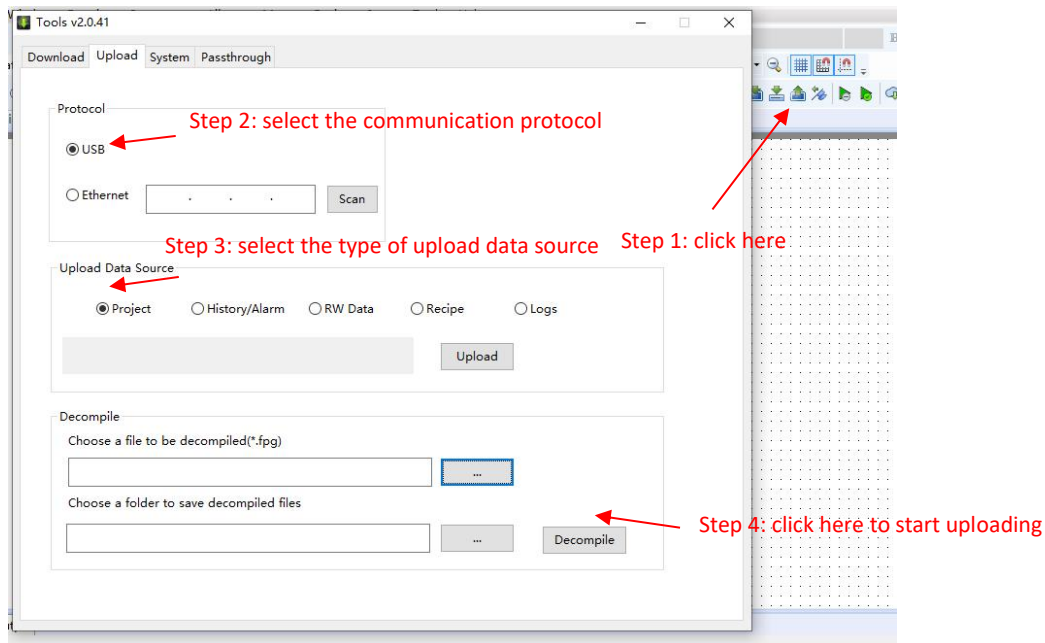 Tools v2.0.41
Download Upload System Passthrough
Protocol
Step 2: select the communication protocol
USB
Ethernet . . . Scan
Step 3: select the type of upload data source
Step 1: click here
Upload Data Source
Project History/Alarm RW Data Recipe Logs
Upload
Decompile
Choose a file to be decompiled(*.fpg)
...
Choose a folder to save decompiled files
Step 4: click here to start uploading
... Decompile